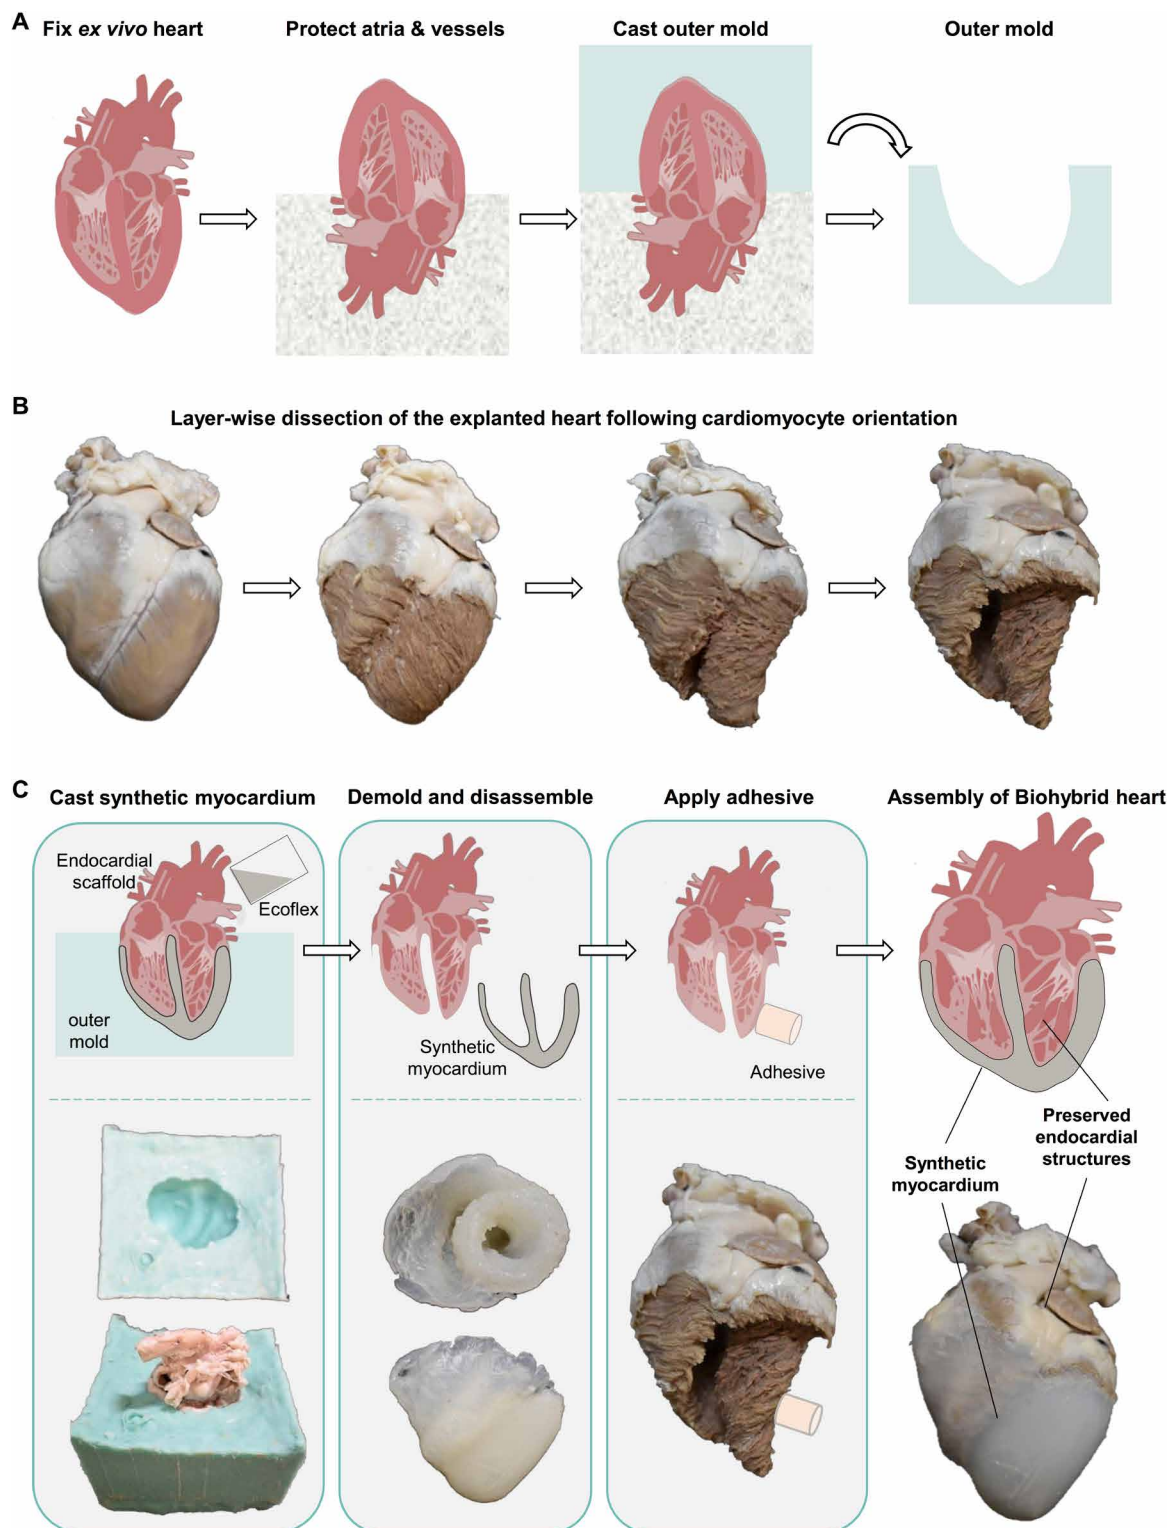 A
Fix ex vivo heart
Protect atria & vessels
Cast outer mold
Outer mold
B
Layer-wise dissection of the explanted heart following cardiomyocyte orientation
C
Cast synthetic myocardium
Demold and disassemble
Apply adhesive
Assembly of Biohybrid heart
Endocardial
scaffold
Ecoflex
outer
mold
Synthetic
myocardium
Adhesive
Preserved
endocardial
structures
Synthetic
myocardium